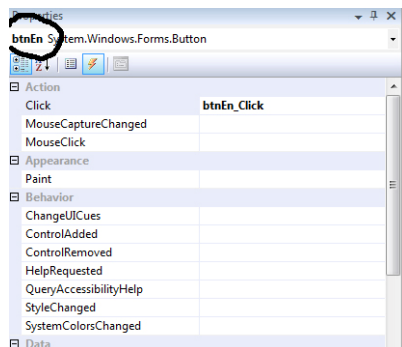 Properties
btnEn System.Windows.Forms.Button
Action
Click btnEn_Click
MouseCaptureChanged
MouseClick
Appearance
Paint
Behavior
ChangeUICues
ControlAdded
ControlRemoved
HelpRequested
QueryAccessibilityHelp
StyleChanged
SystemColorsChanged
Data